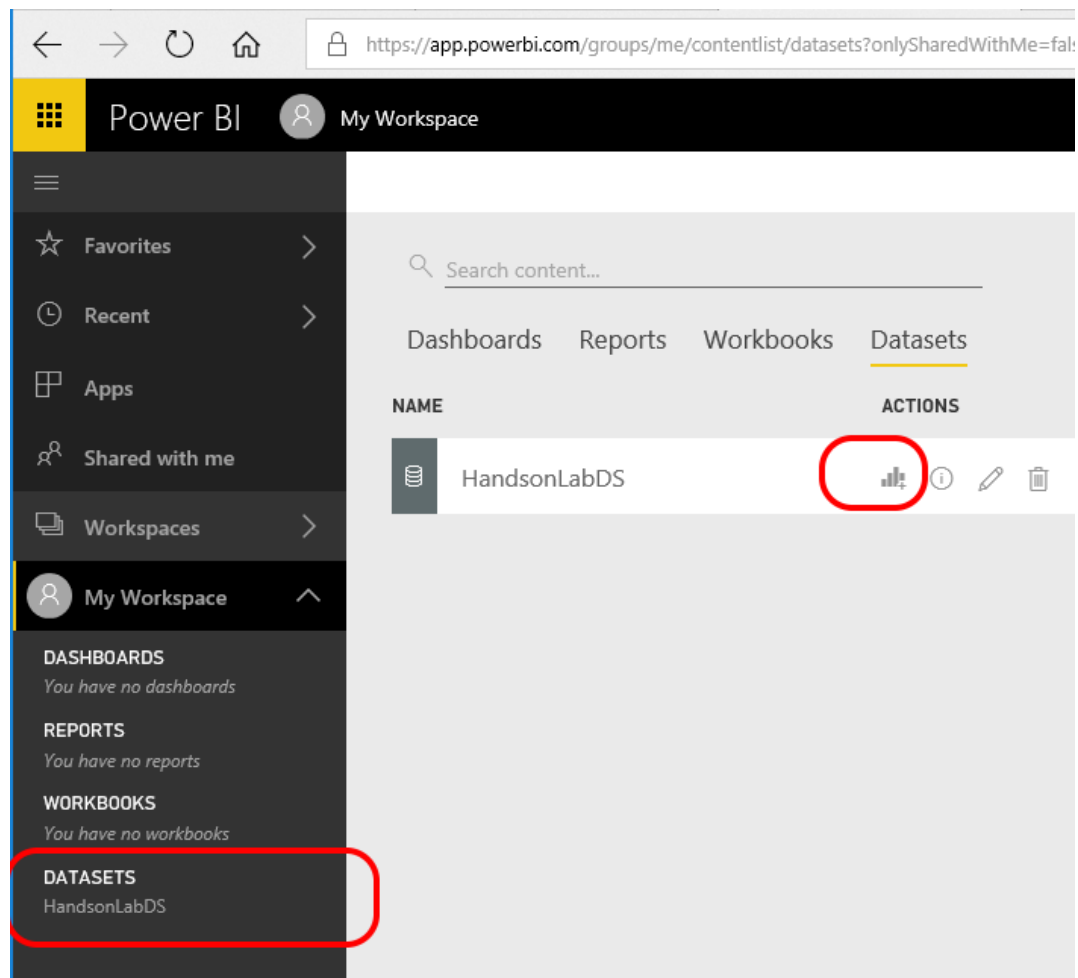 https://app.powerbi.com/groups/me/contentlist/datasets?onlySharedWithMe=fals
Power BI My Workspace
Favorites
Recent
Apps
Shared with me
Workspaces
My Workspace
DASHBOARDS
You have no dashboards
REPORTS
You have no reports
WORKBOOKS
You have no workbooks
DATASETS
HandsonLabDS
Search content...
Dashboards Reports Workbooks Datasets
NAME ACTIONS
HandsonLabDS